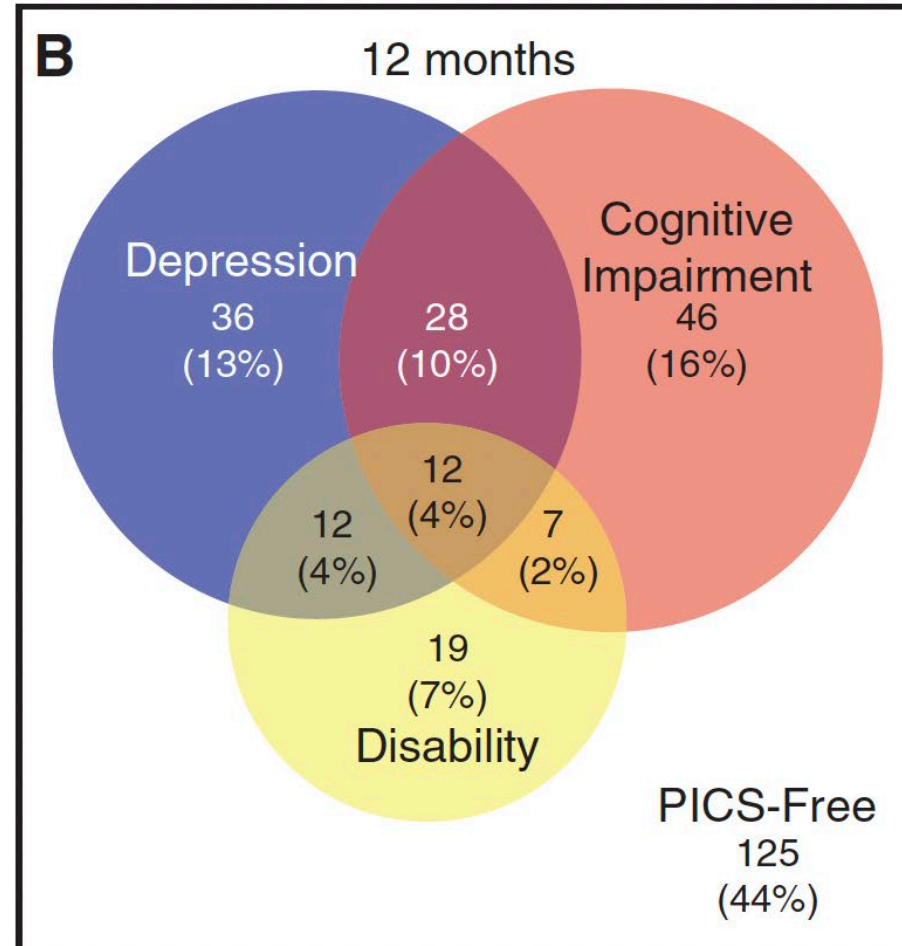 B
12 months
Depression
36
(13%)
28
(10%)
Cognitive
Impairment
46
(16%)
12
(4%)
12
(4%)
7
(2%)
19
(7%)
Disability
PICS-Free
125
(44%)